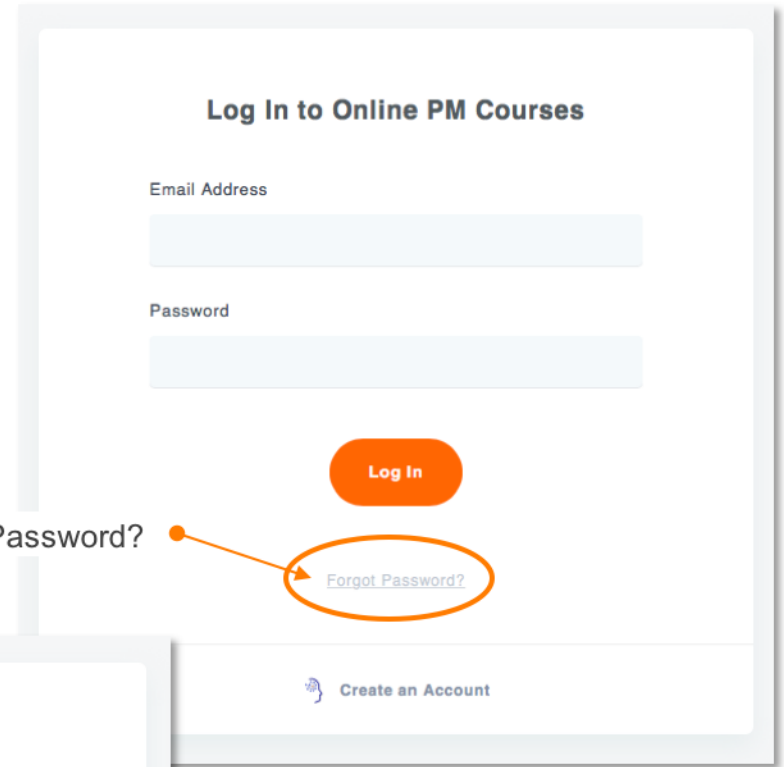 Log In to Online PM Courses
Email Address
Password
Log In
Password?
Forgot Password?
Create an Account